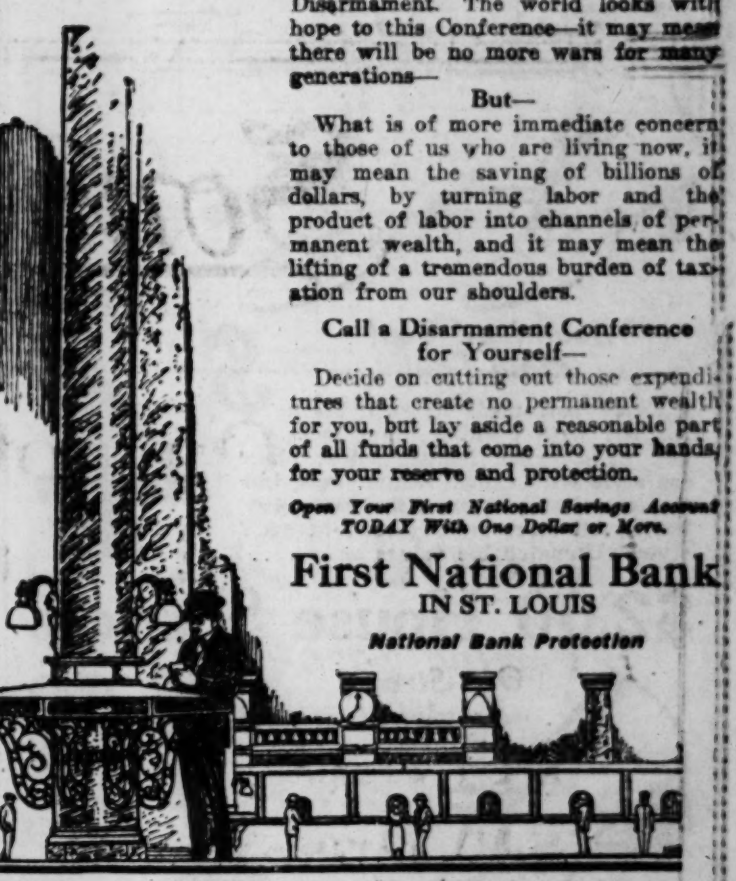 Disarmament. The world looks with
hope to this Conference—it may mean
there will be no more wars for many
generations—
But—
What is of more immediate concern
to those of us who are living now, it
may mean the saving of billions of
dollars, by turning labor and the
product of labor into channels of per-
manent wealth, and it may mean the
lifting of a tremendous burden of tax-
ation from our shoulders.
Call a Disarmament Conference
for Yourself—
Decide on cutting out those expendi-
tures that create no permanent wealth
for you, but lay aside a reasonable part
of all funds that come into your hands,
for your reserve and protection.
Open Your First National Savings Account
TODAY With One Dollar or More.
First National Bank
IN ST. LOUIS
National Bank Protection